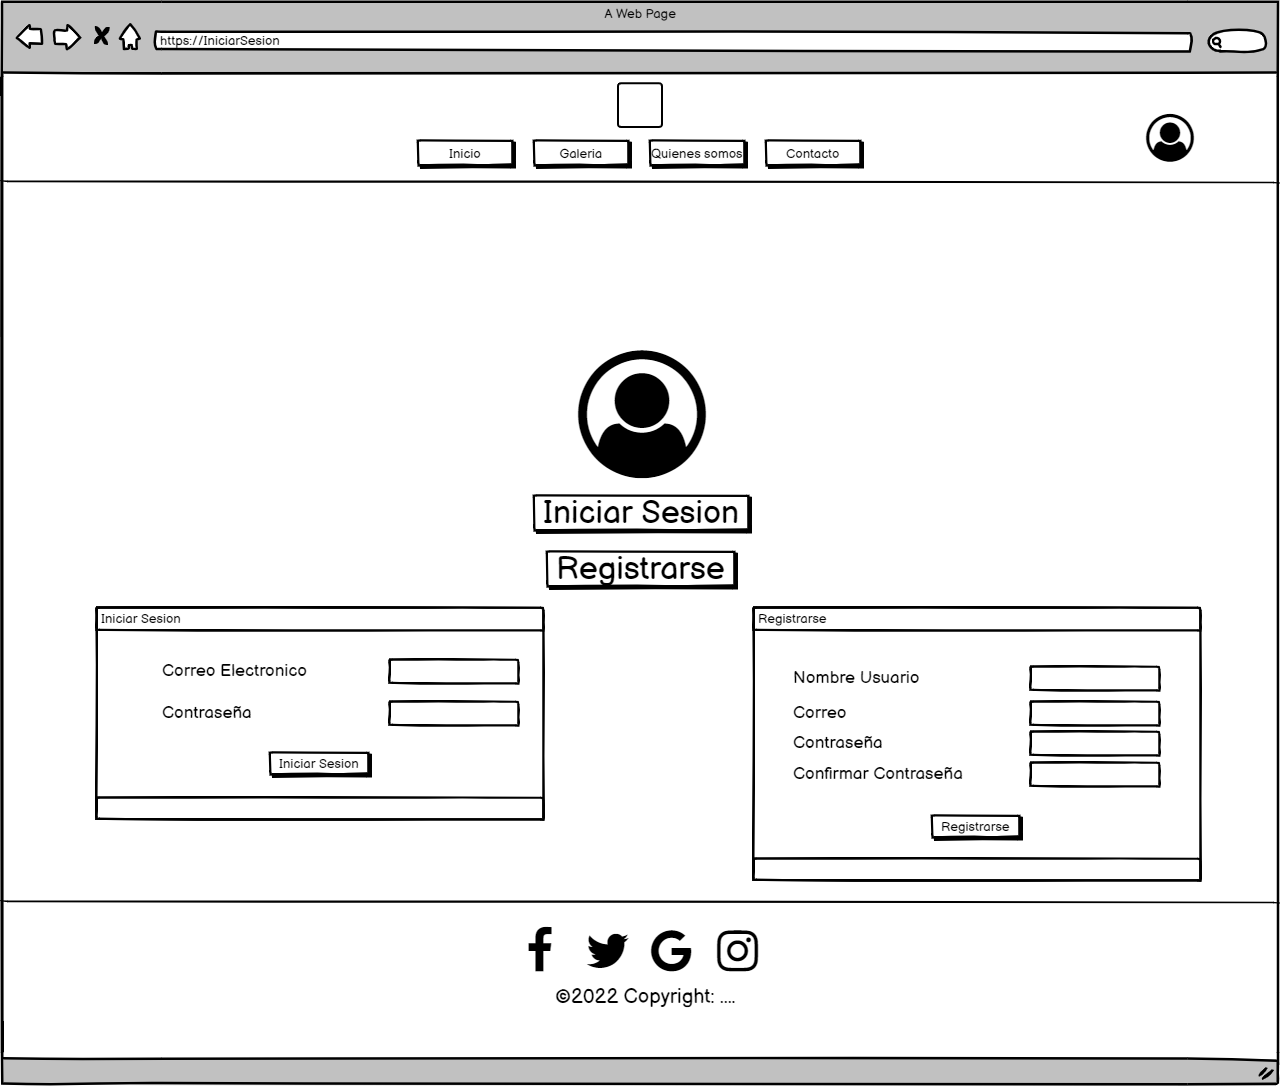 A Web Page
https://IniciarSesion
Inicio
Galeria
Quienes somos
Contacto
Iniciar Sesion
Registrarse
Iniciar Sesion
Correo Electronico
Contraseña
Iniciar Sesion
Registrarse
Nombre Usuario
Correo
Contraseña
Confirmar Contraseña
Registrarse
©2022 Copyright: ....